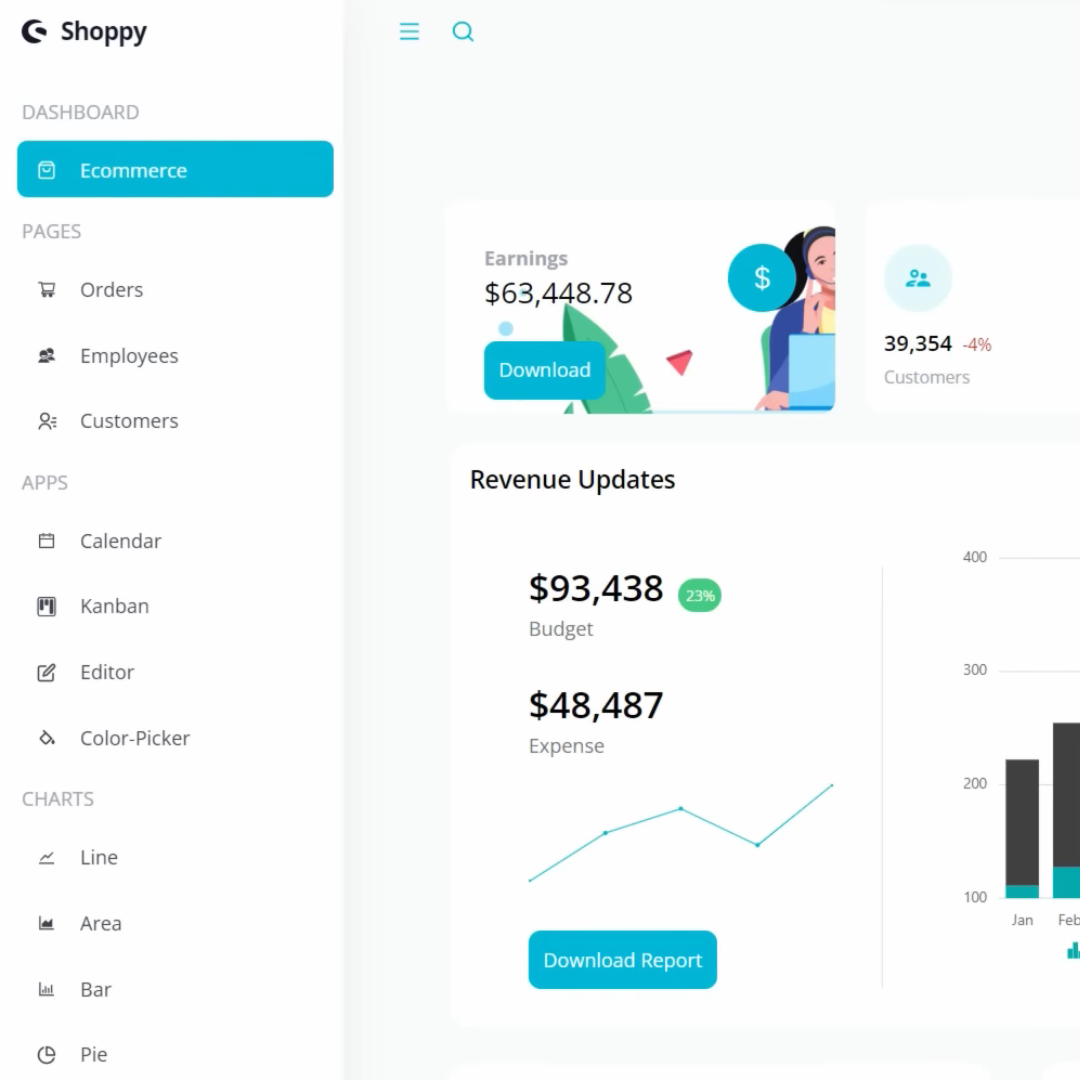 Shoppy
DASHBOARD
Ecommerce
PAGES
Orders
Employees
Customers
APPS
Calendar
Kanban
Editor
Color-Picker
CHARTS
Line
Area
Bar
Pie
Earnings
$63,448.78
$
Download
39,354 -4%
Customers
Revenue Updates
$93,438 23%
Budget
$48,487
Expense
Download Report
400
300
200
100
Jan Feb